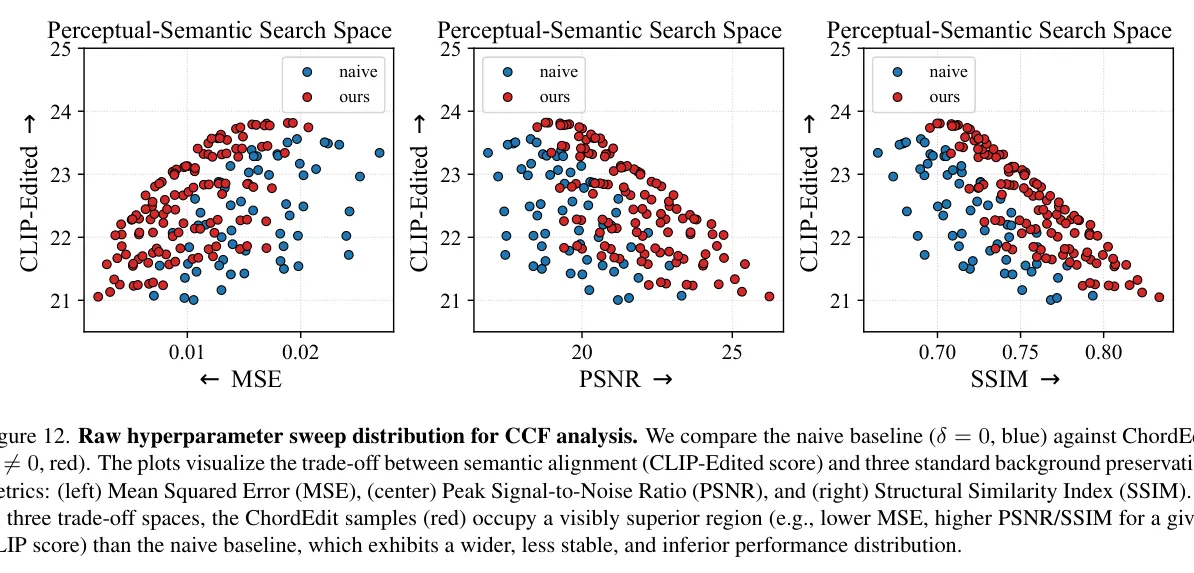 Perceptual-Semantic Search Space
Perceptual-Semantic Search Space
Perceptual-Semantic Search Space
25
24
23
22
21
CLIP-Edited →
naive
ours
0.01
0.02
← MSE
25
24
23
22
21
CLIP-Edited →
naive
ours
20
25
PSNR →
25
24
23
22
21
CLIP-Edited →
naive
ours
0.70
0.75
0.80
SSIM →
gure 12. Raw hyperparameter sweep distribution for CCF analysis. We compare the naive baseline (δ = 0, blue) against ChordEd
≠ 0, red). The plots visualize the trade-off between semantic alignment (CLIP-Edited score) and three standard background preservati
etrics: (left) Mean Squared Error (MSE), (center) Peak Signal-to-Noise Ratio (PSNR), and (right) Structural Similarity Index (SSIM).
three trade-off spaces, the ChordEdit samples (red) occupy a visibly superior region (e.g., lower MSE, higher PSNR/SSIM for a giv
LIP score) than the naive baseline, which exhibits a wider, less stable, and inferior performance distribution.